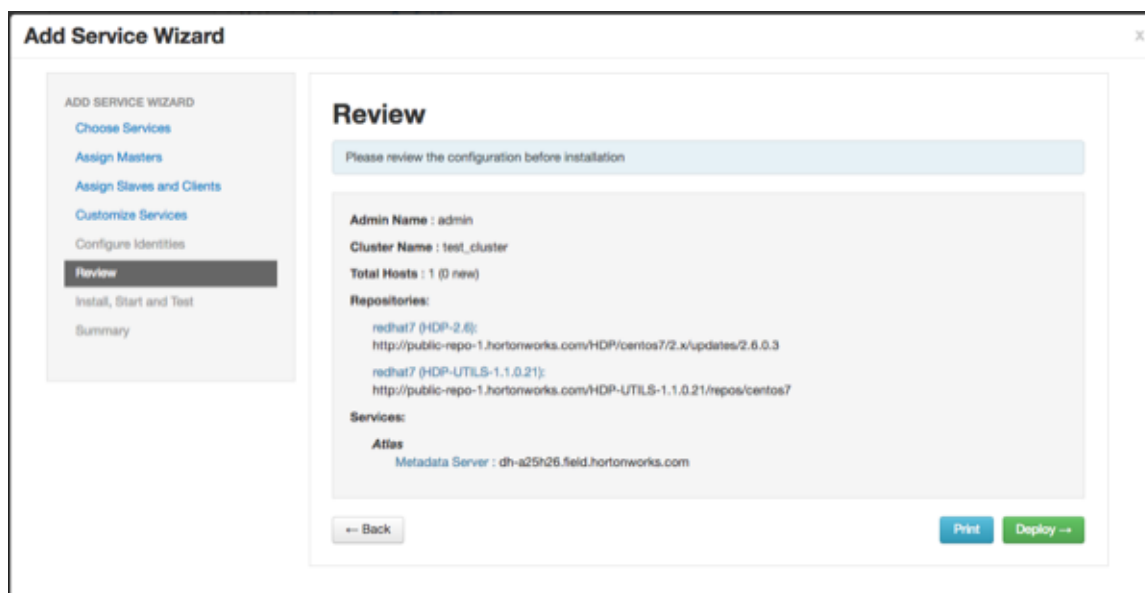 Add Service Wizard
x
ADD SERVICE WIZARD
Choose Services
Assign Masters
Assign Slaves and Clients
Customize Services
Configure Identities
Review
Install, Start and Test
Summary
Review
Please review the configuration before installation
Admin Name : admin
Cluster Name : test_cluster
Total Hosts : 1 (0 new)
Repositories:
redhat7 (HDP-2.6):
http://public-repo-1.hortonworks.com/HDP/centos7/2.x/updates/2.6.0.3
redhat7 (HDP-UTILS-1.1.0.21):
http://public-repo-1.hortonworks.com/HDP-UTILS-1.1.0.21/repos/centos7
Services:
Atlas
Metadata Server : dh-a25h26.field.hortonworks.com
← Back
Print
Deploy →